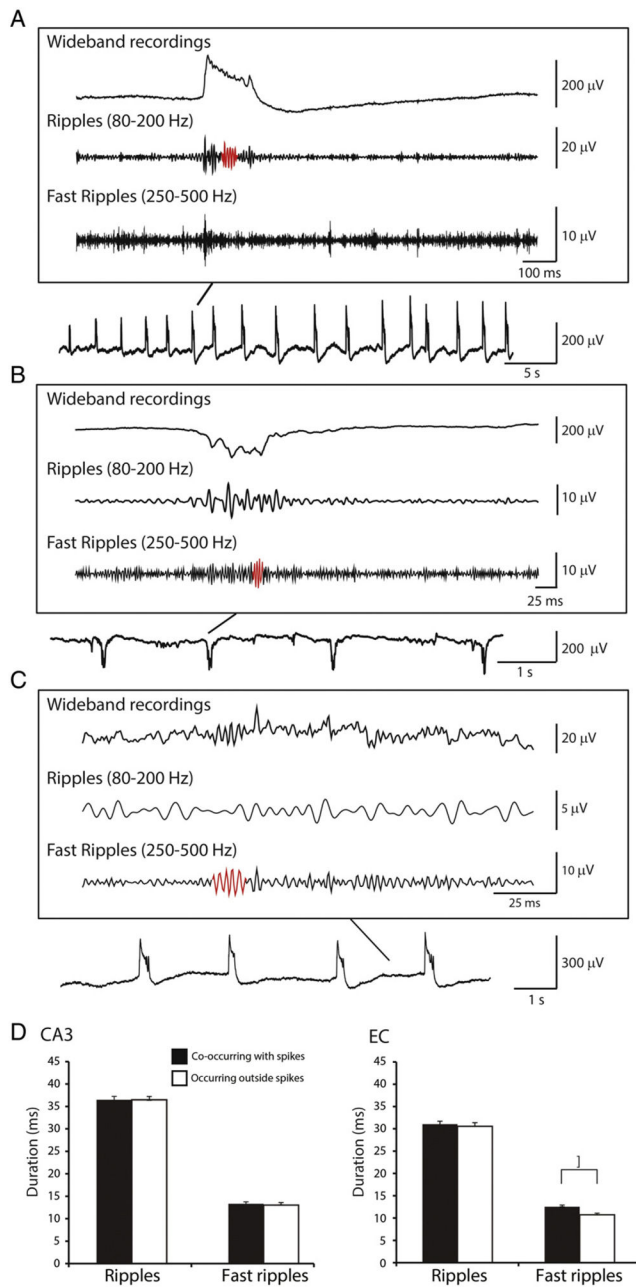 A
Wideband recordings
200 µV
Ripples (80-200 Hz)
20 µV
Fast Ripples (250-500 Hz)
10 µV
100 ms
200 µV
5 s
B
Wideband recordings
200 µV
Ripples (80-200 Hz)
10 µV
Fast Ripples (250-500 Hz)
10 µV
25 ms
200 µV
1 s
C
Wideband recordings
20 µV
Ripples (80-200 Hz)
5 µV
Fast Ripples (250-500 Hz)
10 µV
25 ms
300 µV
1 s
D CA3
Co-occurring with spikes
Occurring outside spikes
Duration (ms)
45
40
35
30
25
20
15
10
5
0
Ripples Fast ripples
EC
Duration (ms)
45
40
35
30
25
20
15
10
5
0
Ripples Fast ripples